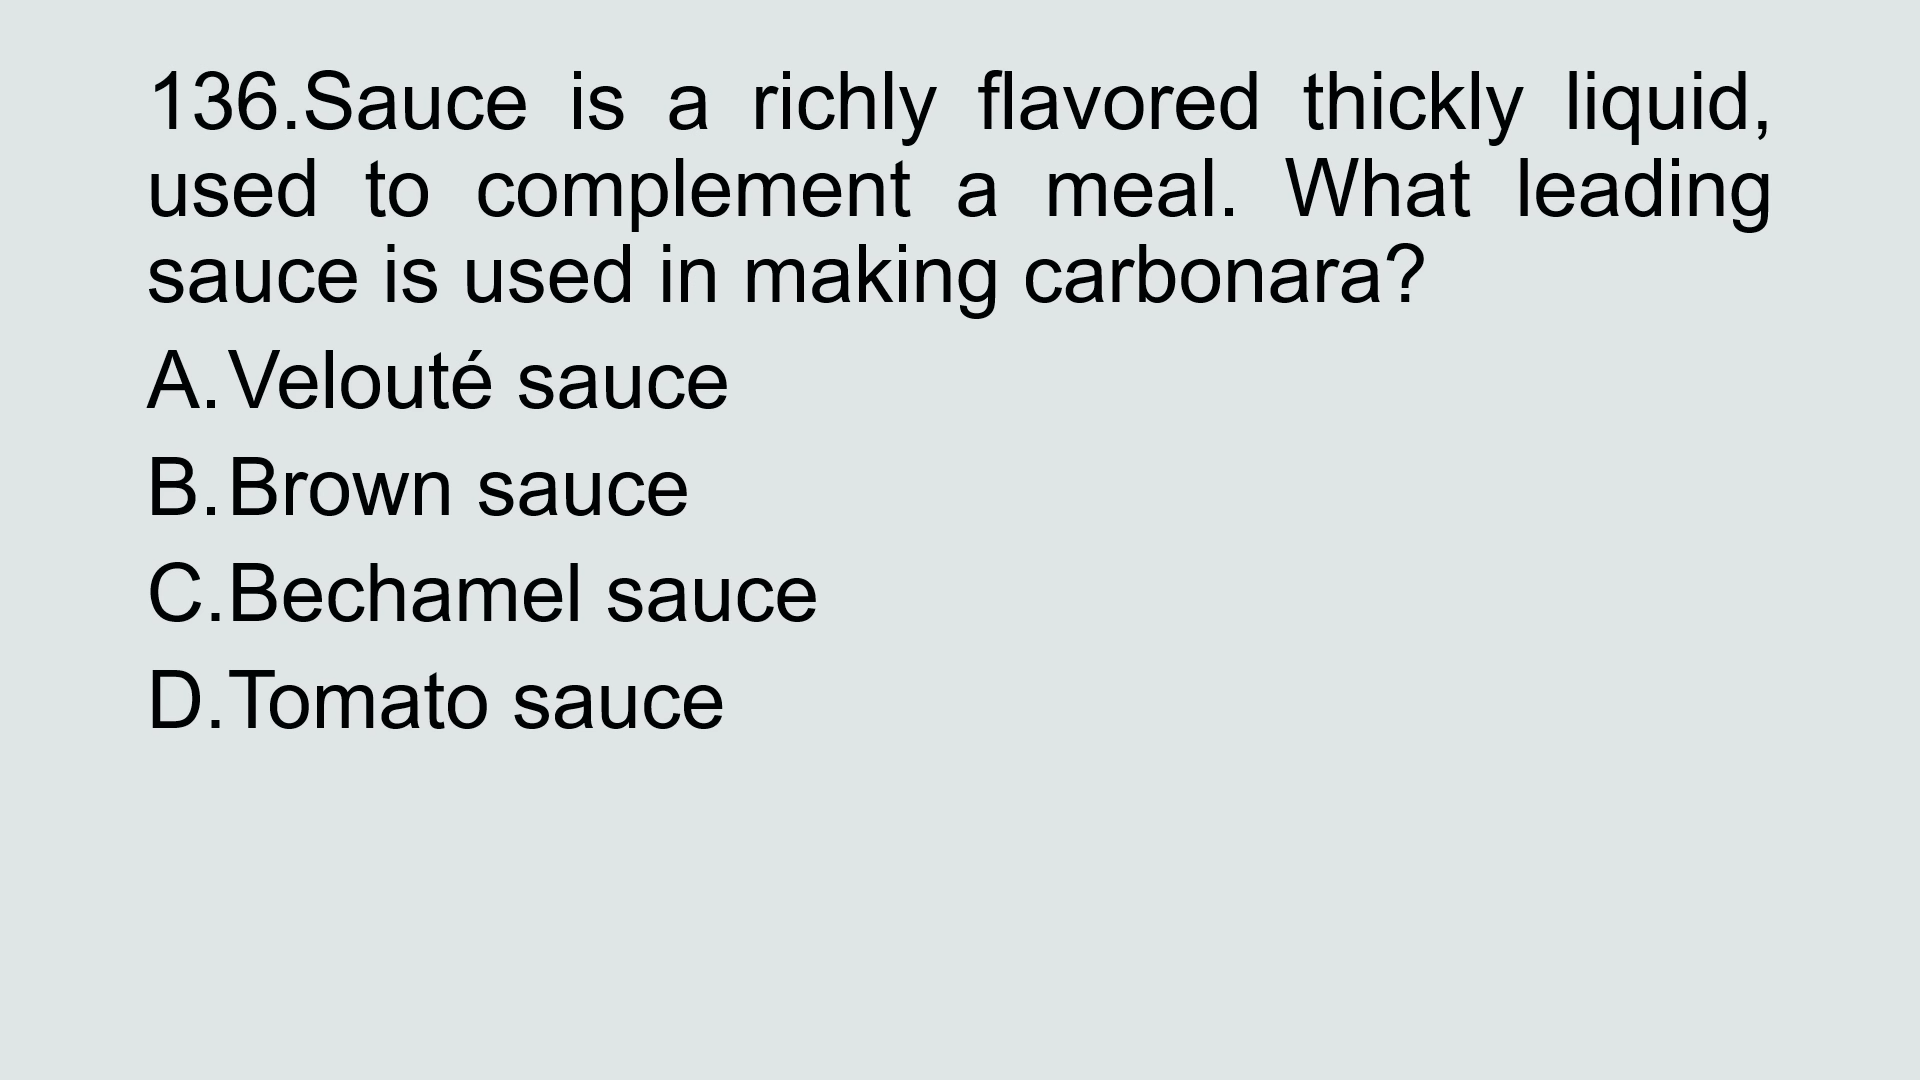 136.Sauce is a richly flavored thickly liquid,
used to complement a meal. What leading
sauce is used in making carbonara?
A.Velouté sauce
B.Brown sauce
C.Bechamel sauce
D.Tomato sauce